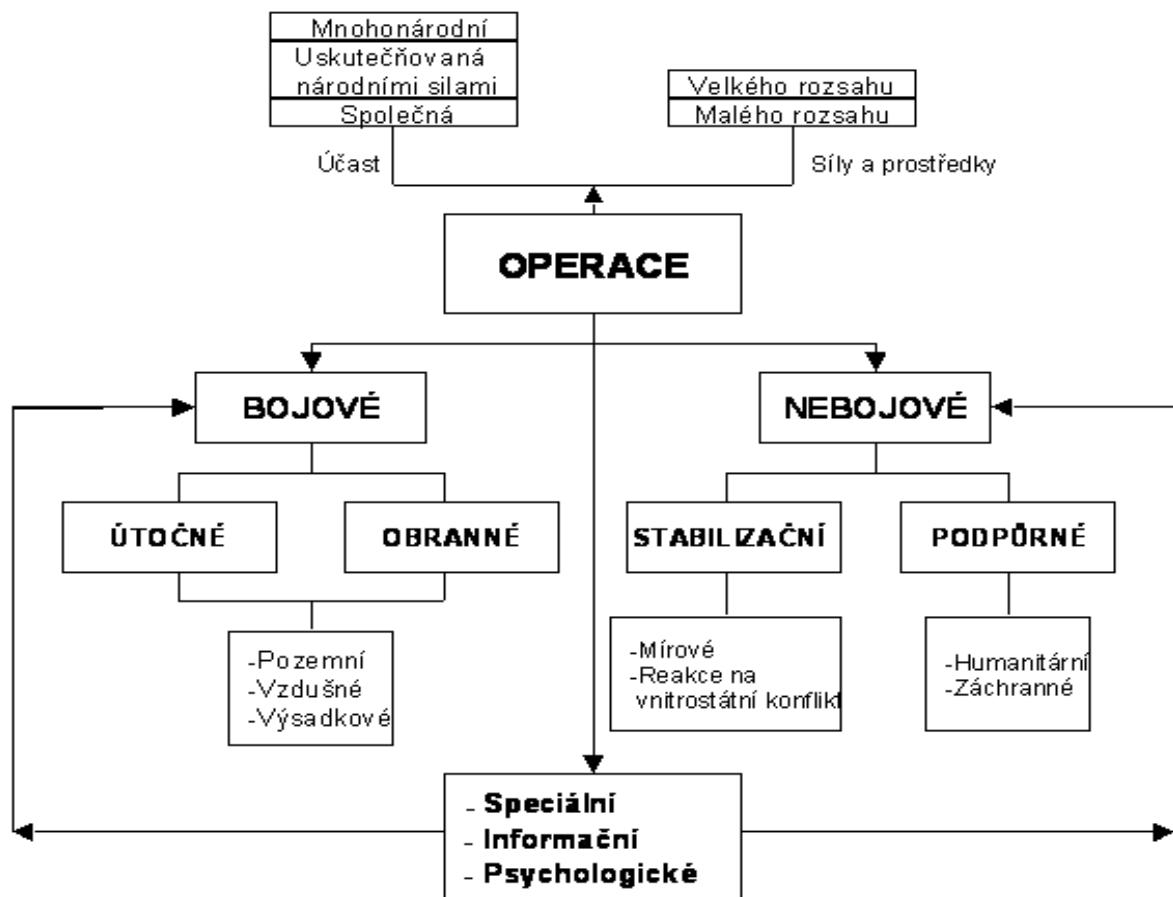 Mnohonárodní
Uskutečňovaná
národními silami
Společná
Velkého rozsahu
Malého rozsahu
Účast
Síly a prostředky
OPERACE
BOJOVÉ
NEBOJOVÉ
ÚTOČNÉ
OBRANNÉ
STABILIZAČNÍ
PODPŮRNÉ
-Pozemní
-Vzdušné
-Výsadkové
-Mírové
-Reakce na
vnitrostátní konflikt
-Humanitární
-Záchranné
- Speciální
- Informační
- Psychologické